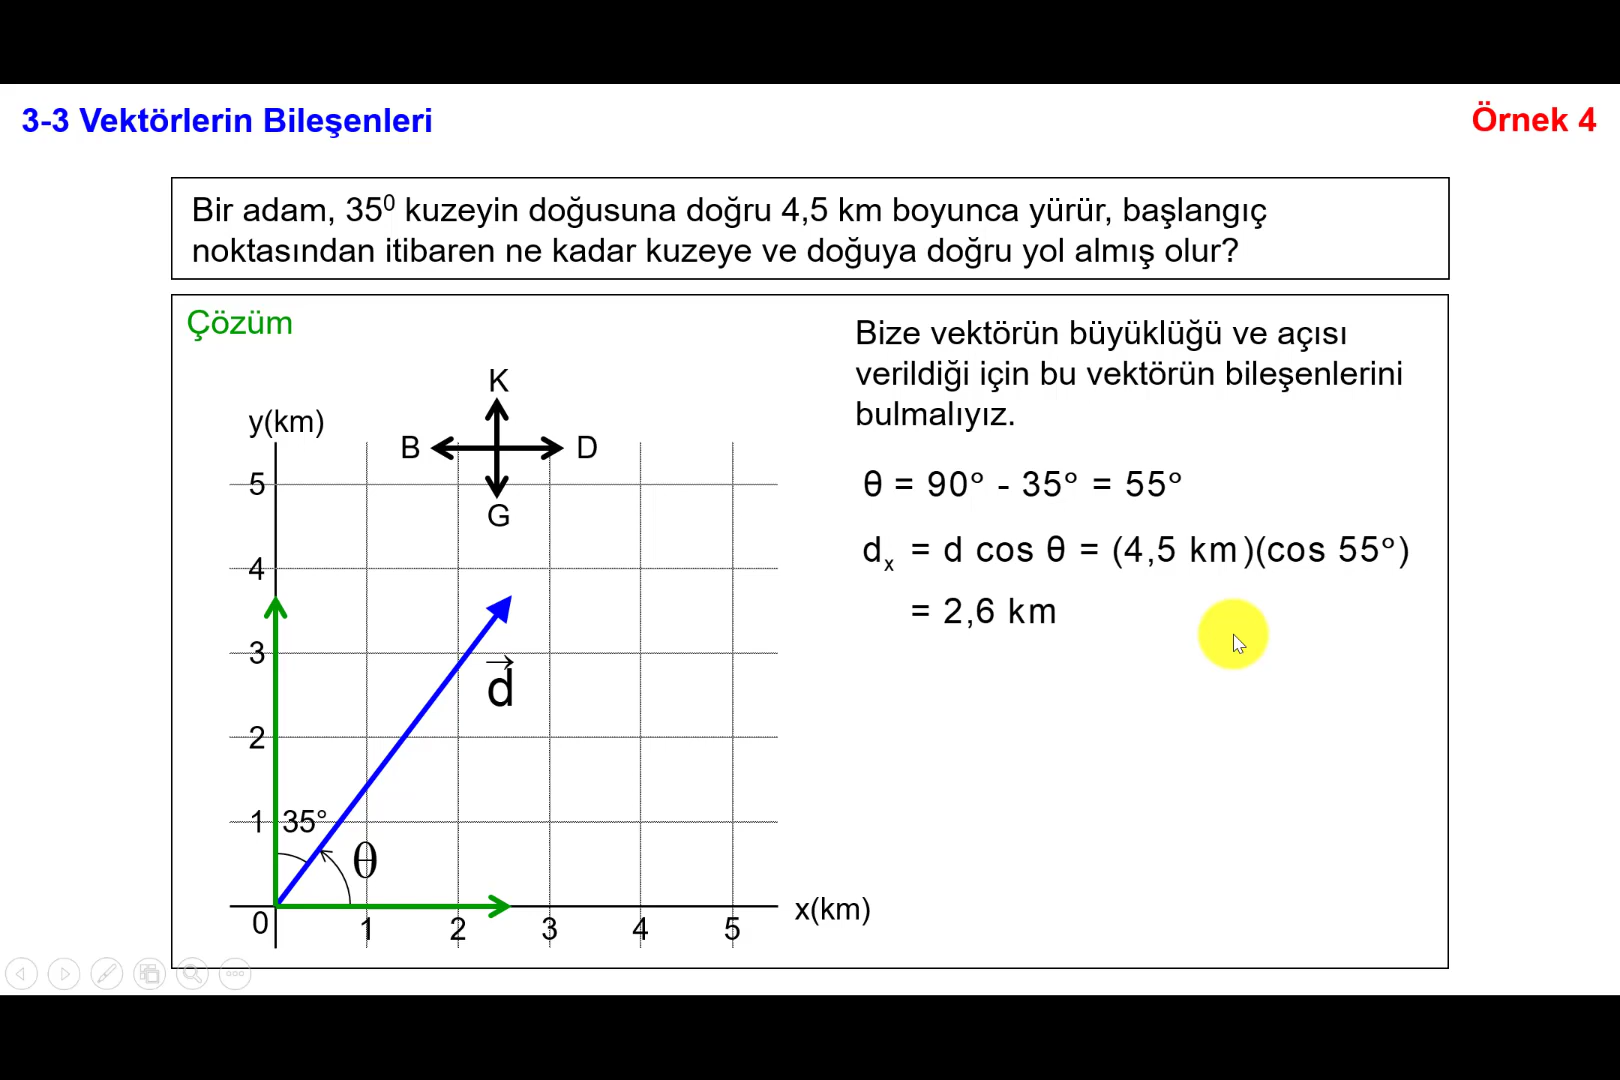 3-3 Vektörlerin Bileşenleri
Örnek 4
Bir adam, 35⁰ kuzeyin doğusuna doğru 4,5 km boyunca yürür, başlangıç
noktasından itibaren ne kadar kuzeye ve doğuya doğru yol almış olur?
Çözüm
Bize vektörün büyüklüğü ve açısı
verildiği için bu vektörün bileşenlerini
bulmalıyız.
θ = 90° - 35° = 55°
dₓ = d cos θ = (4,5 km)(cos 55°)
= 2,6 km
K
B
D
G
y(km)
5
4
3
2
1
35°
θ
d⃗
0
1
2
3
4
5
x(km)